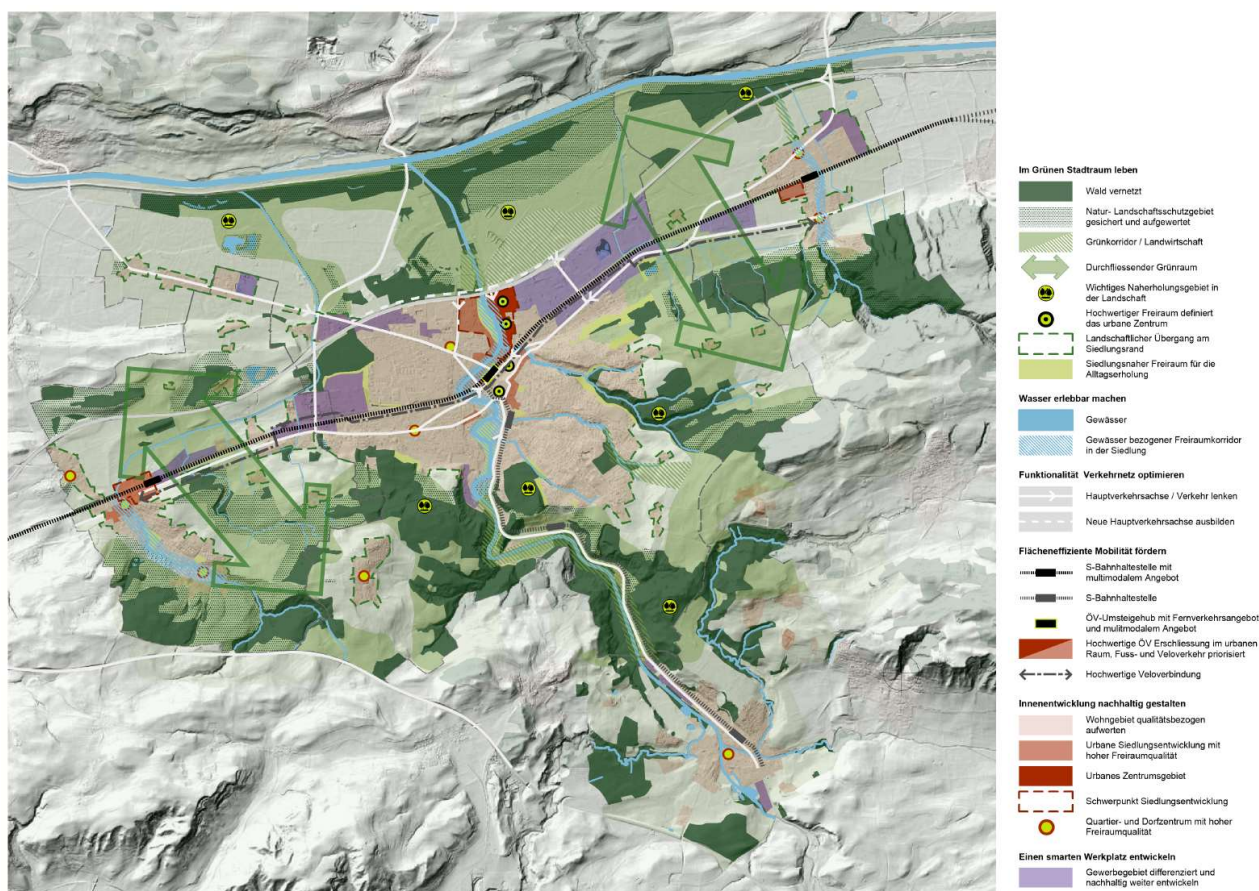 Im Grünen Stadtraum leben
Wald vernetzt
Natur- Landschaftsschutzgebiet
gesichert und aufgewertet
Grünkorridor / Landwirtschaft
Durchfliessender Grünraum
Wichtiges Naherholungsgebiet in
der Landschaft
Hochwertiger Freiraum definiert
das urbane Zentrum
Landschaftlicher Übergang am
Siedlungsrand
Siedlungsnaher Freiraum für die
Alltagserholung
Wasser erlebbar machen
Gewässer
Gewässer bezogener Freiraumkorridor
in der Siedlung
Funktionalität Verkehrnetz optimieren
Hauptverkehrsachse / Verkehr lenken
Neue Hauptverkehrsachse ausbilden
Flächeneffiziente Mobilität fördern
S-Bahnhaltestelle mit
multimodalem Angebot
S-Bahnhaltestelle
ÖV-Umsteigehub mit Fernverkehrsangebot
und mulitmodalem Angebot
Hochwertige ÖV Erschliessung im urbanen
Raum, Fuss- und Veloverkehr priorisiert
Hochwertige Veloverbindung
Innenentwicklung nachhaltig gestalten
Wohngebiet qualitätsbezogen
aufwerten
Urbane Siedlungsentwicklung mit
hoher Freiraumqualität
Urbanes Zentrumsgebiet
Schwerpunkt Siedlungsentwicklung
Quartier- und Dorfzentrum mit hoher
Freiraumqualität
Einen smarten Werkplatz entwickeln
Gewerbegebiet differenziert und
nachhaltig weiter entwickeln